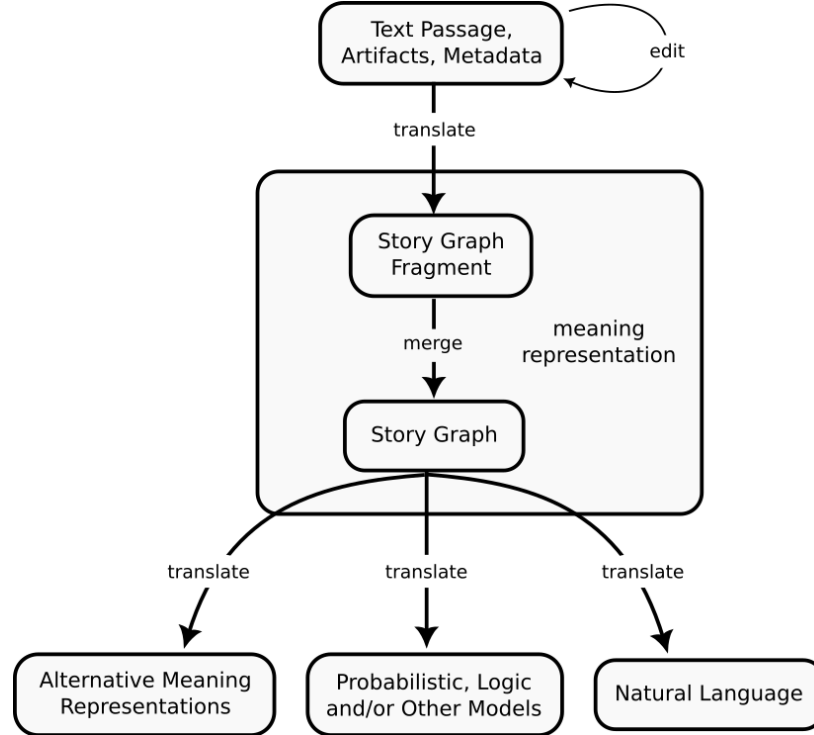 Text Passage,
Artifacts, Metadata
edit
translate
Story Graph
Fragment
merge
meaning
representation
Story Graph
translate
translate
translate
Alternative Meaning
Representations
Probabilistic, Logic
and/or Other Models
Natural Language